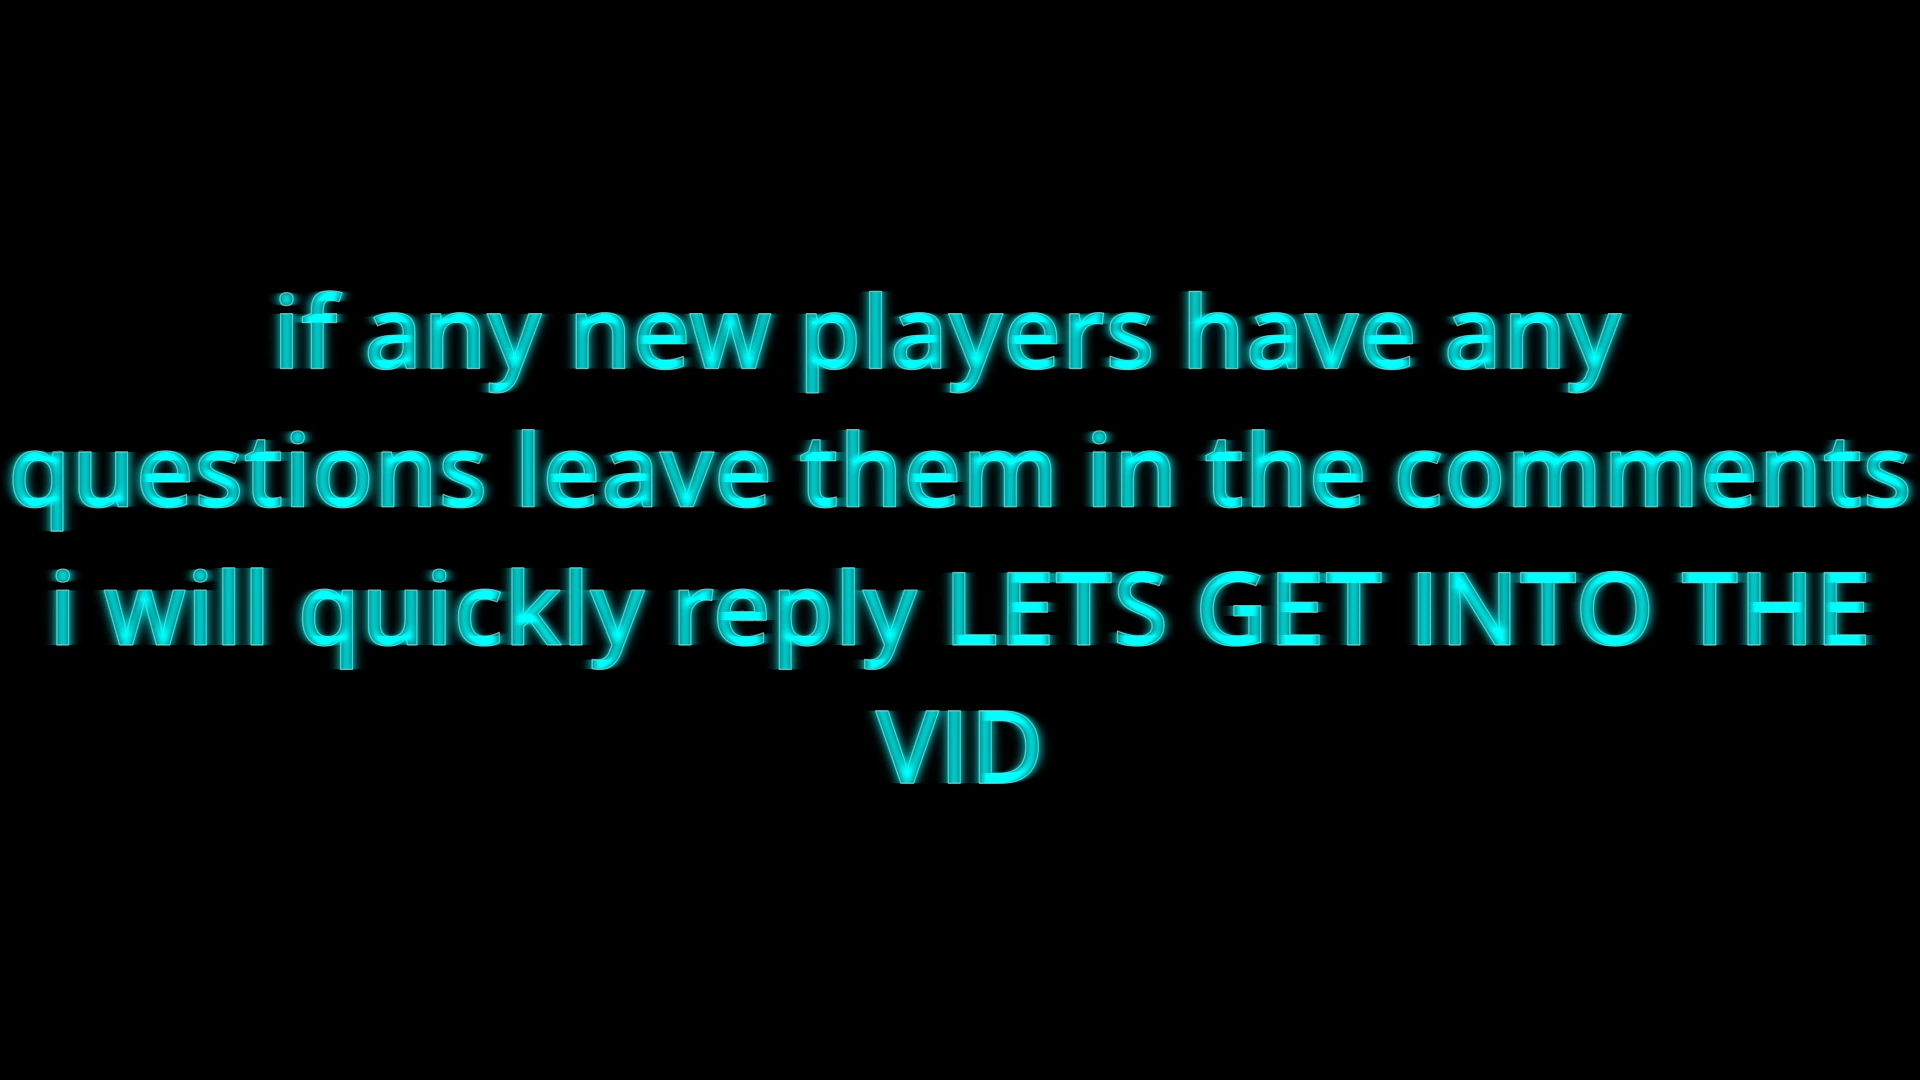 if any new players have any
questions leave them in the comments
i will quickly reply LETS GET INTO THE
VID